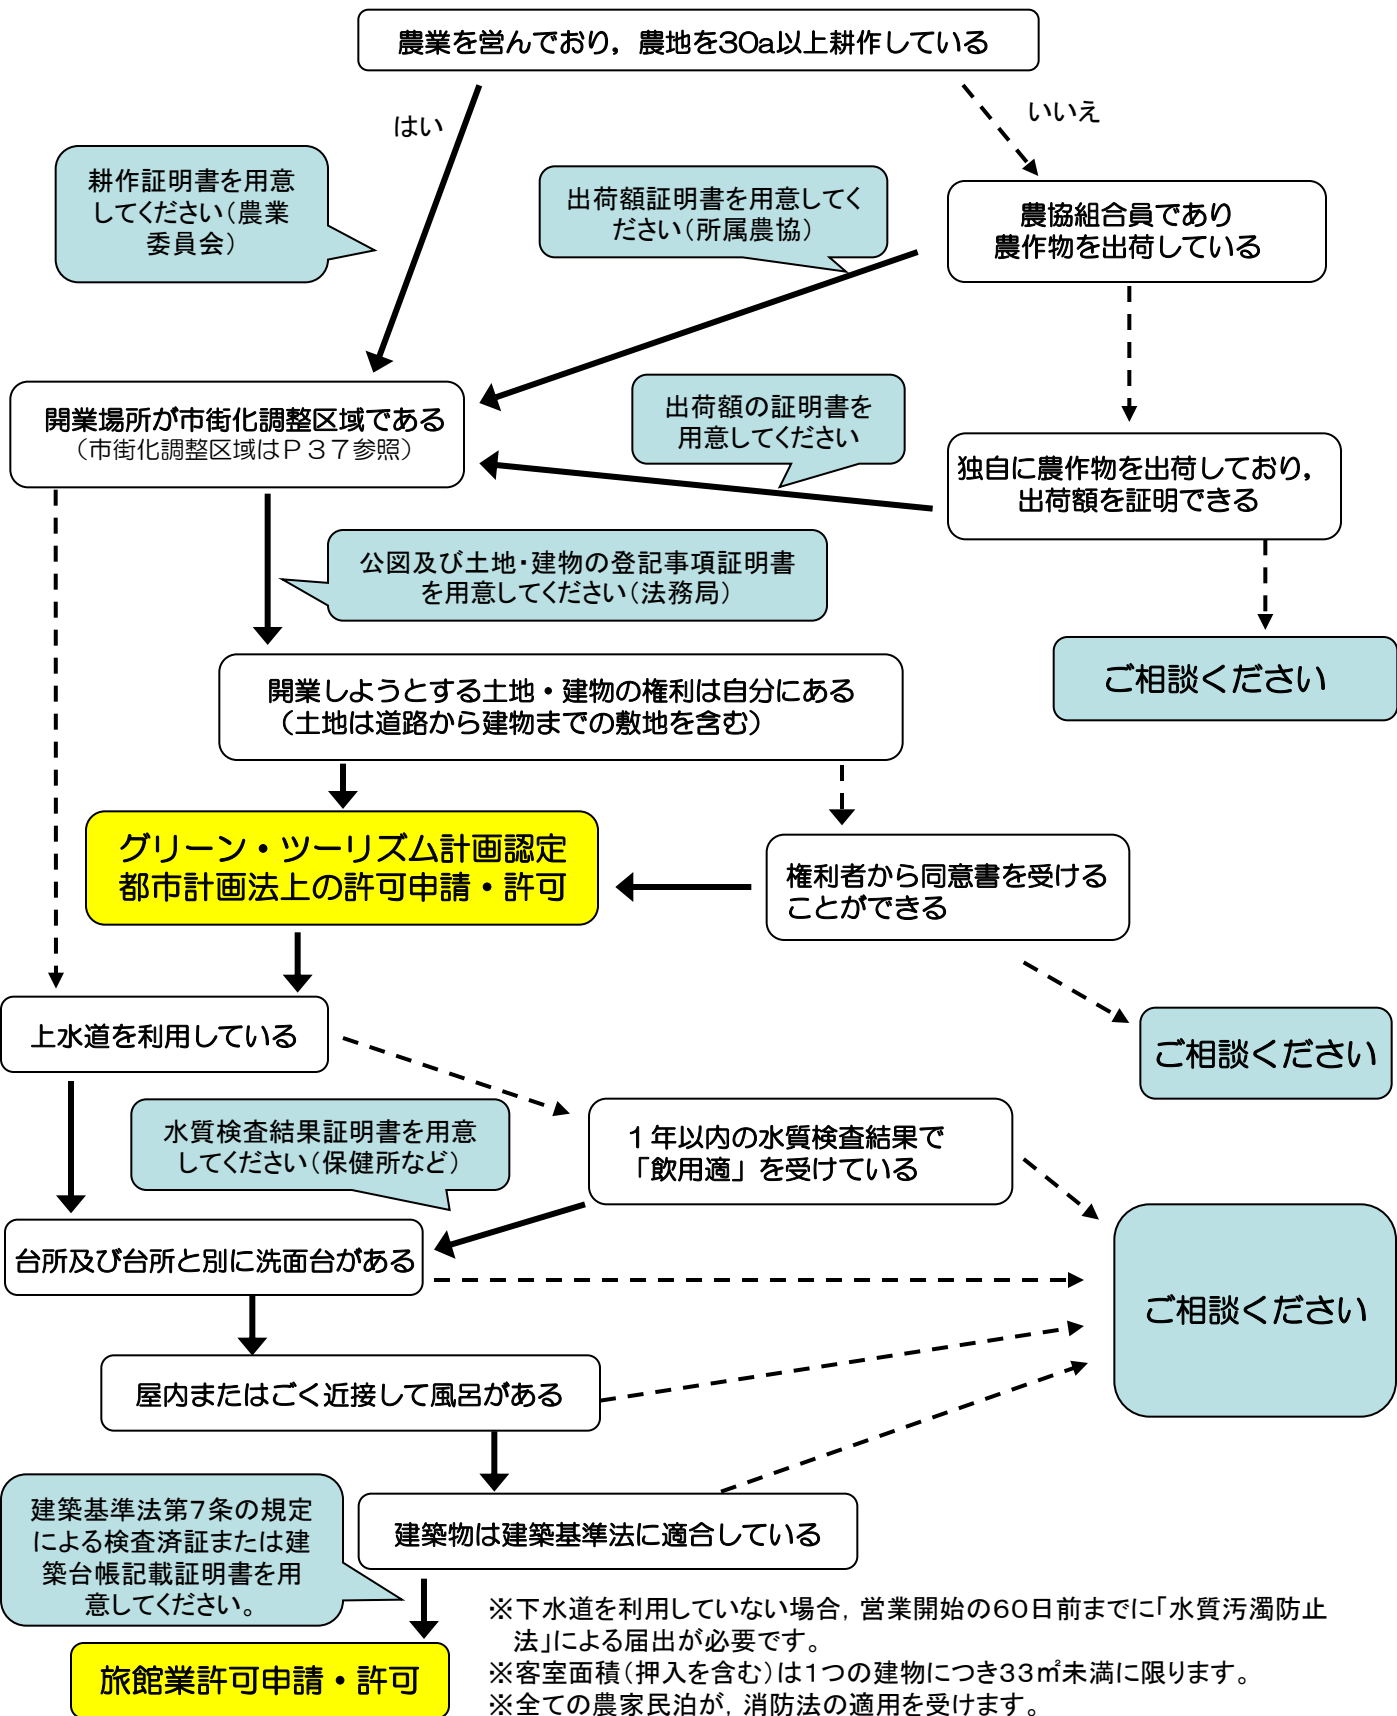 農業を営んでおり，農地を30a以上耕作している
はい
いいえ
耕作証明書を用意
してください（農業
委員会）
出荷額証明書を用意してく
ださい（所属農協）
農協組合員であり
農作物を出荷している
開業場所が市街化調整区域である
（市街化調整区域はＰ３７参照）
出荷額の証明書を
用意してください
独自に農作物を出荷しており，
出荷額を証明できる
公図及び土地・建物の登記事項証明書
を用意してください（法務局）
ご相談ください
開業しようとする土地・建物の権利は自分にある
（土地は道路から建物までの敷地を含む）
グリーン・ツーリズム計画認定
都市計画法上の許可申請・許可
権利者から同意書を受ける
ことができる
上水道を利用している
ご相談ください
水質検査結果証明書を用意
してください（保健所など）
１年以内の水質検査結果で
「飲用適」を受けている
台所及び台所と別に洗面台がある
ご相談ください
屋内またはごく近接して風呂がある
建築基準法第7条の規定
による検査済証または建
築台帳記載証明書を用
意してください。
建築物は建築基準法に適合している
旅館業許可申請・許可
※下水道を利用していない場合，営業開始の60日前までに「水質汚濁防止
法」による届出が必要です。
※客室面積（押入を含む）は1つの建物につき33㎡未満に限ります。
※全ての農家民泊が，消防法の適用を受けます。